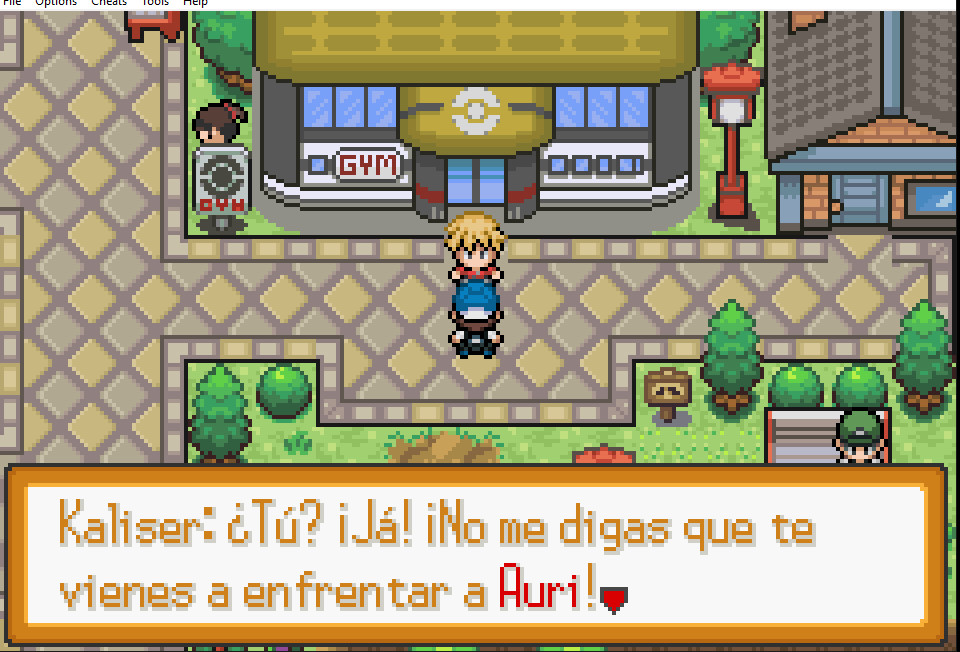 File Options Cheats Tools Help
GYM
GYM
Kaliser: ¿Tú? ¡Já! ¡No me digas que te
vienes a enfrentar a Auri!